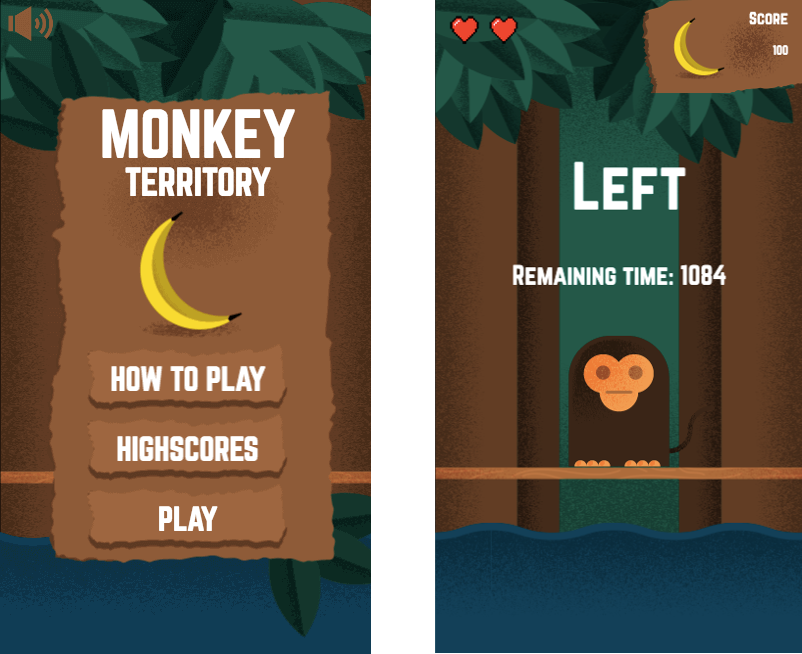 MONKEY
TERRITORY
HOW TO PLAY
HIGHSCORES
PLAY
SCORE
100
LEFT
REMAINING TIME: 1084